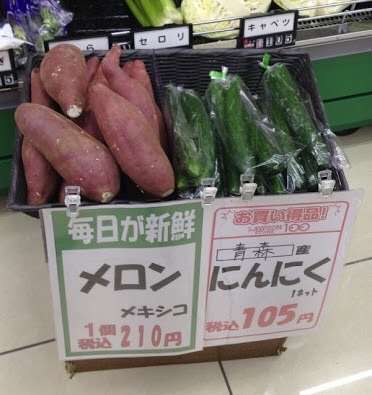 セロリ
キャベツ
毎日が新鮮
メロン
メキシコ
1個
税込 210円
お買い得品!!
100
青森 産
にんにく
1ネット
税込 105円